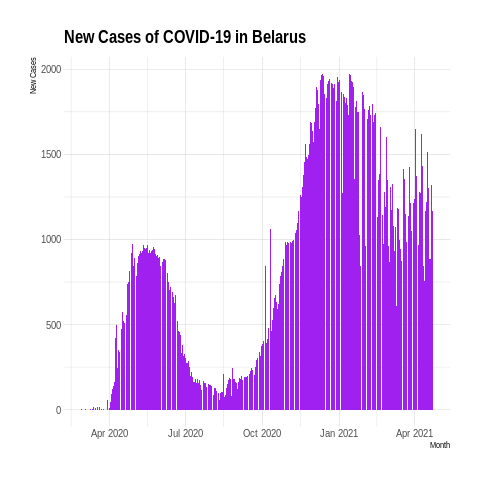 New Cases of COVID-19 in Belarus
New Cases
2000
1500
1000
500
0
Apr 2020 Jul 2020 Oct 2020 Jan 2021 Apr 2021
Month